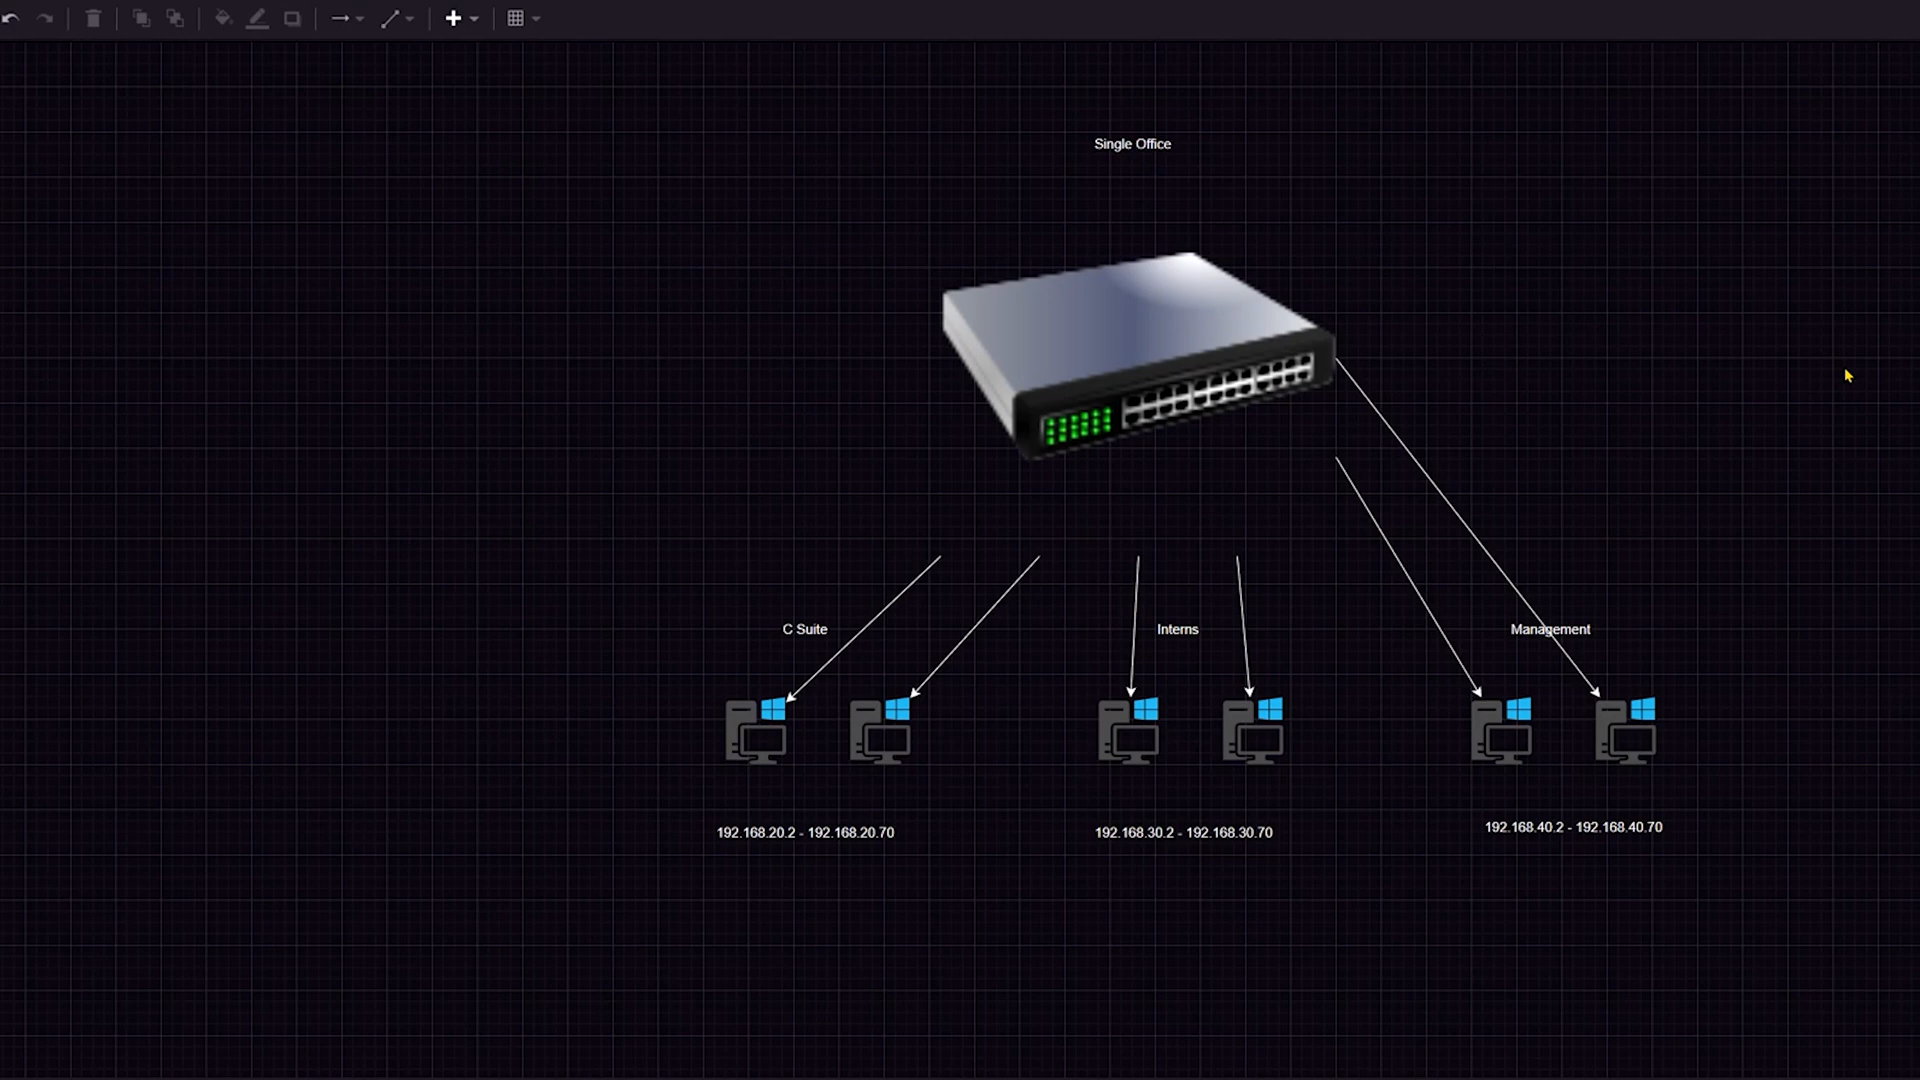 Single Office
C Suite
Interns
Management
192.168.20.2 - 192.168.20.70
192.168.30.2 - 192.168.30.70
192.168.40.2 - 192.168.40.70